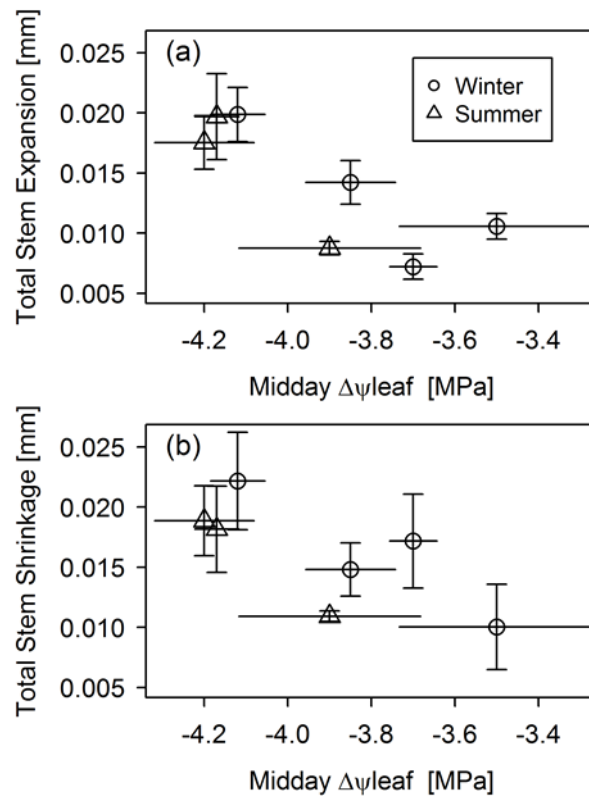 (a)
Total Stem Expansion [mm]
0.025
0.020
0.015
0.010
0.005
Winter
Summer
-4.2 -4.0 -3.8 -3.6 -3.4
Midday Δψleaf [MPa]
(b)
Total Stem Shrinkage [mm]
0.025
0.020
0.015
0.010
0.005
-4.2 -4.0 -3.8 -3.6 -3.4
Midday Δψleaf [MPa]